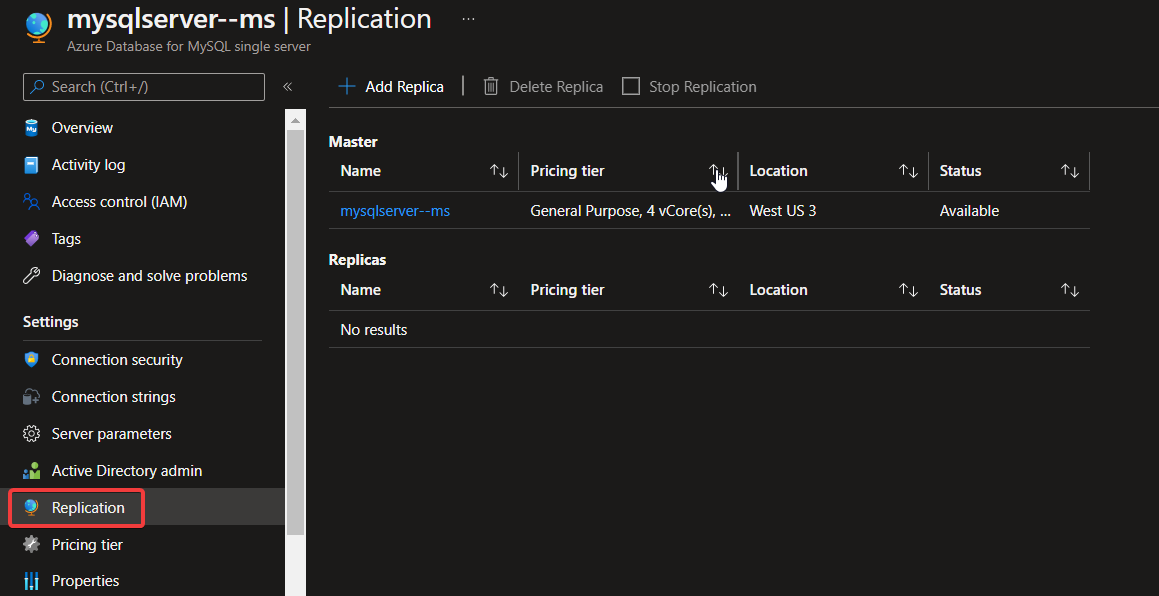 mysqlserver--ms | Replication ...
Azure Database for MySQL single server
Search (Ctrl+/)
«
Add Replica
Delete Replica
Stop Replication
Overview
Activity log
Access control (IAM)
Tags
Diagnose and solve problems
Settings
Connection security
Connection strings
Server parameters
Active Directory admin
Replication
Pricing tier
Properties
Master
Name Pricing tier Location Status
mysqlserver--ms General Purpose, 4 vCore(s), ... West US 3 Available
Replicas
Name Pricing tier Location Status
No results